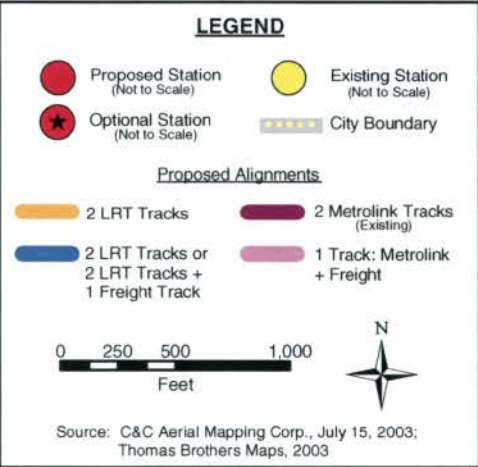 LEGEND
Proposed Station
(Not to Scale)
Existing Station
(Not to Scale)
Optional Station
(Not to Scale)
City Boundary
Proposed Alignments
2 LRT Tracks
2 Metrolink Tracks
(Existing)
2 LRT Tracks or
2 LRT Tracks +
1 Freight Track
1 Track: Metrolink
+ Freight
N
0 250 500 1,000
Feet
Source: C&C Aerial Mapping Corp., July 15, 2003;
Thomas Brothers Maps, 2003